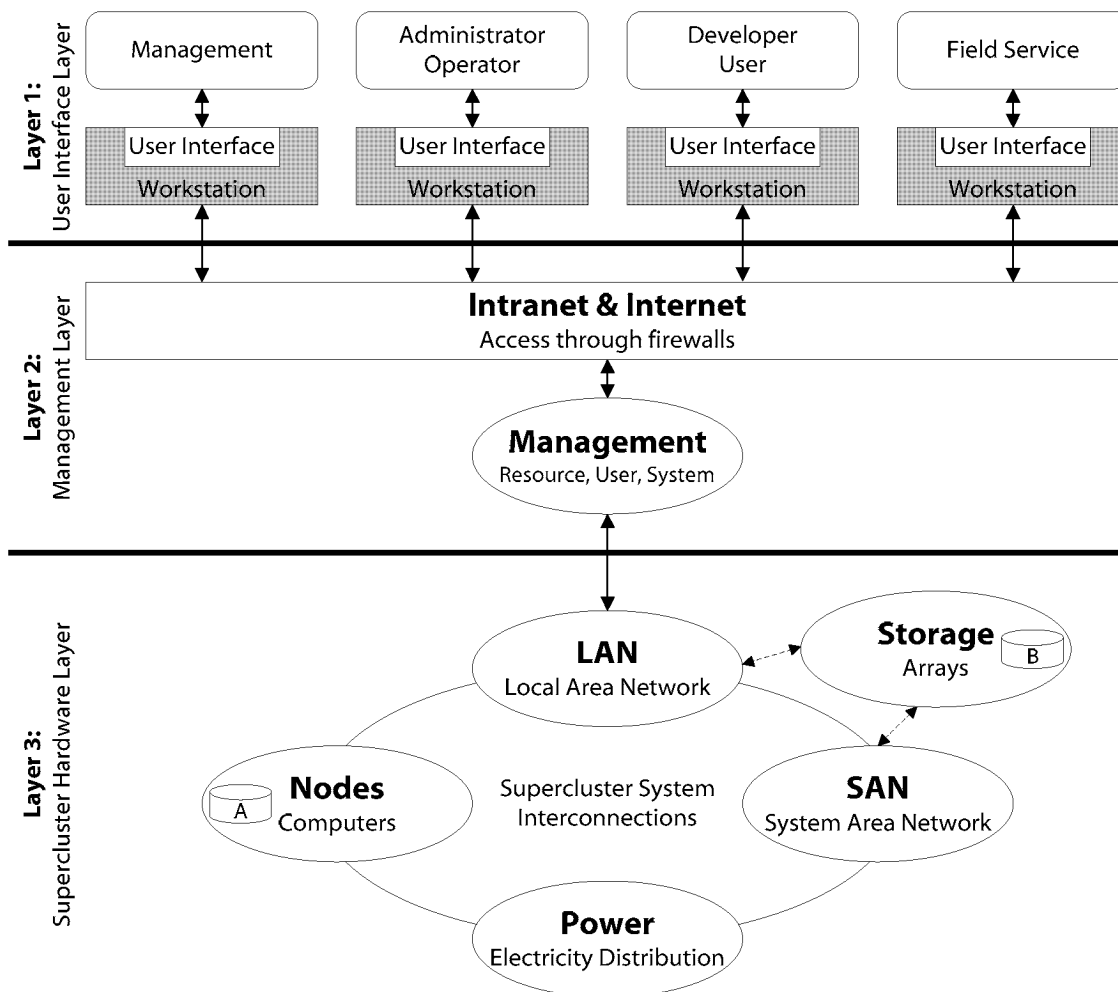 Layer 1:
User Interface Layer
Management
Administrator
Operator
Developer
User
Field Service
User Interface
Workstation
User Interface
Workstation
User Interface
Workstation
User Interface
Workstation
Layer 2:
Management Layer
Intranet & Internet
Access through firewalls
Management
Resource, User, System
Layer 3:
Supercluster Hardware Layer
LAN
Local Area Network
Storage
Arrays
B
Nodes
Computers
A
Supercluster System
Interconnections
SAN
System Area Network
Power
Electricity Distribution